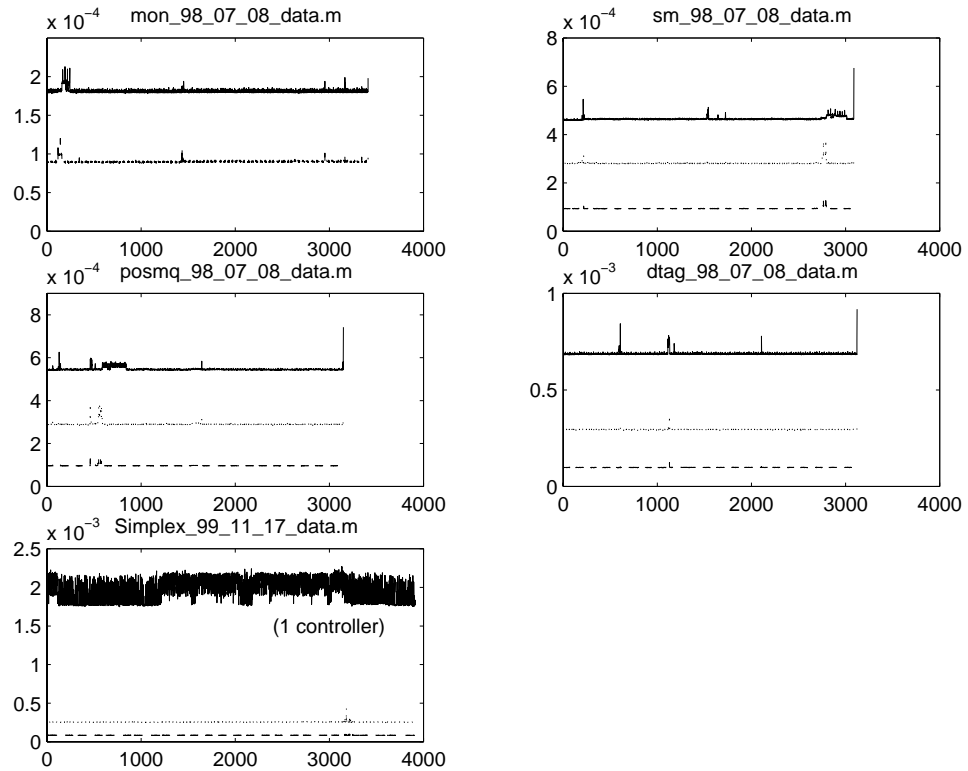 x 10⁻⁴
mon_98_07_08_data.m
2
1.5
1
0.5
0
0 1000 2000 3000 4000
x 10⁻⁴
sm_98_07_08_data.m
8
6
4
2
0
0 1000 2000 3000 4000
x 10⁻⁴
posmq_98_07_08_data.m
8
6
4
2
0
0 1000 2000 3000 4000
x 10⁻³
dtag_98_07_08_data.m
1
0.5
0
0 1000 2000 3000 4000
x 10⁻³
Simplex_99_11_17_data.m
2.5
2
1.5
(1 controller)
1
0.5
0
0 1000 2000 3000 4000